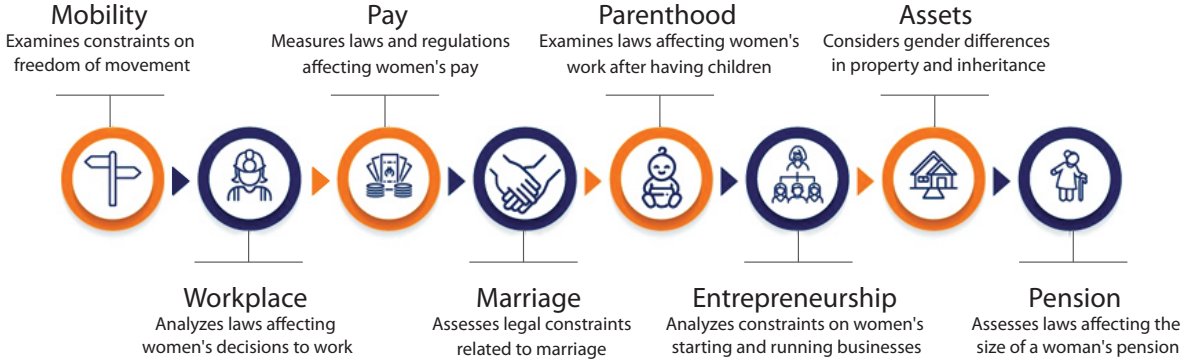 Mobility
Examines constraints on
freedom of movement
Pay
Measures laws and regulations
affecting women's pay
Parenthood
Examines laws affecting women's
work after having children
Assets
Considers gender differences
in property and inheritance
Workplace
Analyzes laws affecting
women's decisions to work
Marriage
Assesses legal constraints
related to marriage
Entrepreneurship
Analyzes constraints on women's
starting and running businesses
Pension
Assesses laws affecting the
size of a woman's pension